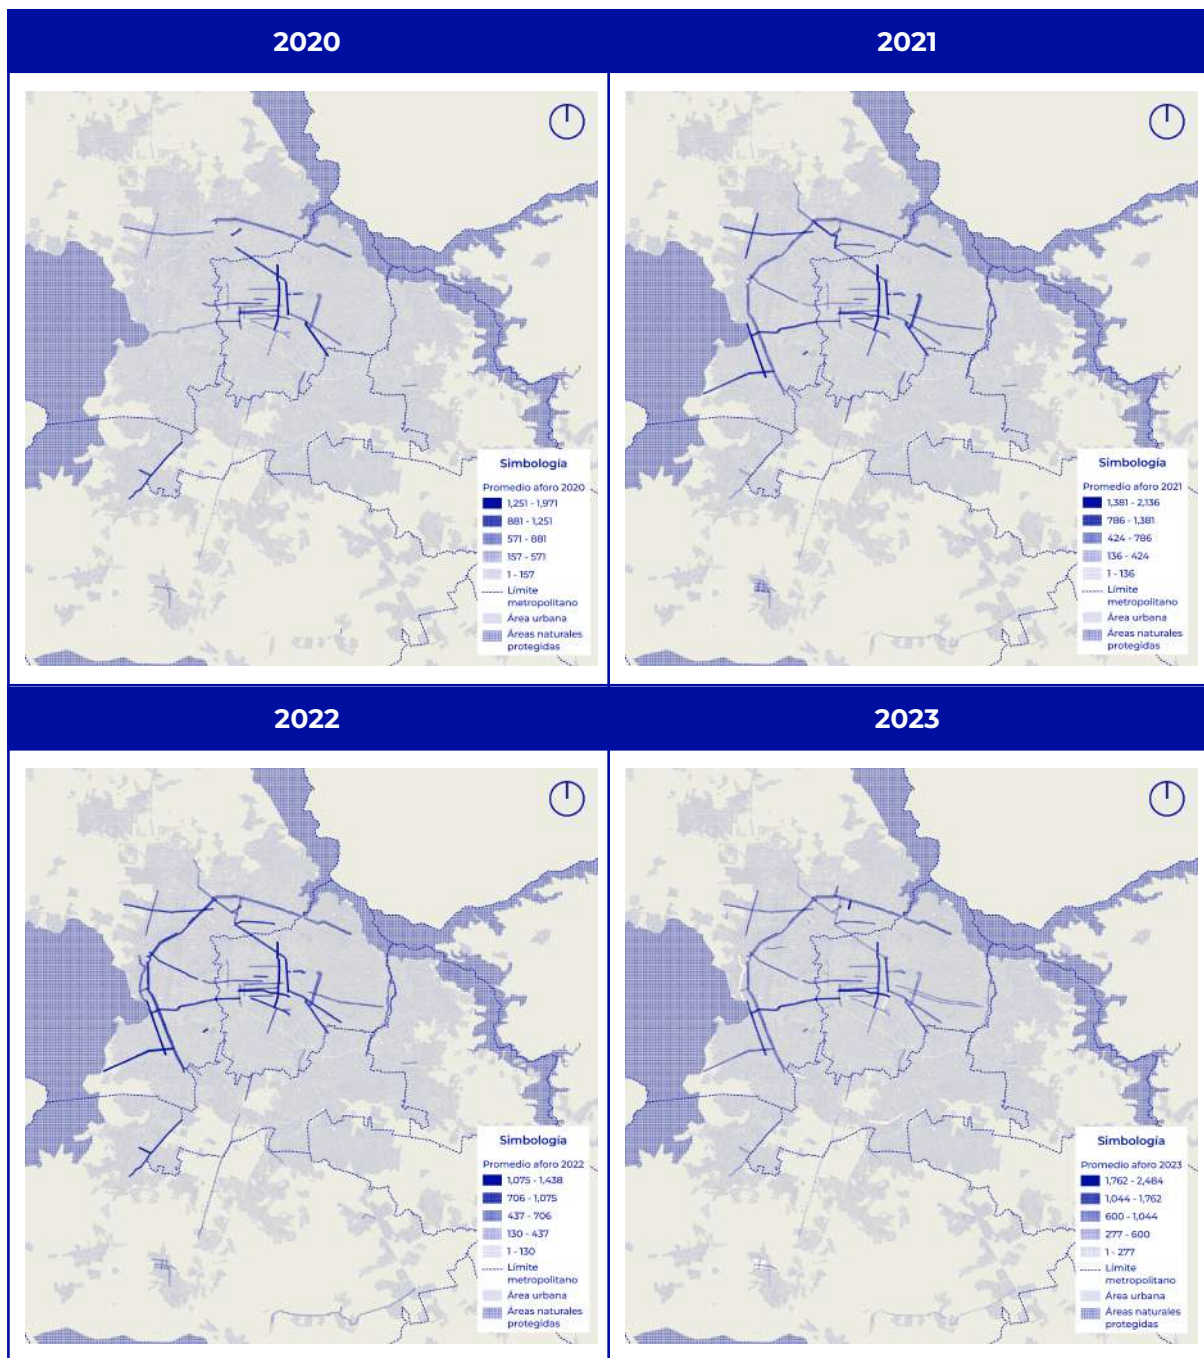 2020
2021
Simbología
Promedio aforo 2020
1,251 - 1,971
881 - 1,251
571 - 881
157 - 571
1 - 157
Límite
metropolitano
Área urbana
Áreas naturales
protegidas
Simbología
Promedio aforo 2021
1,381 - 2,136
786 - 1,381
424 - 786
136 - 424
1 - 136
Límite
metropolitano
Área urbana
Áreas naturales
protegidas
2022
2023
Simbología
Promedio aforo 2022
1,075 - 1,438
706 - 1,075
437 - 706
130 - 437
1 - 130
Límite
metropolitano
Área urbana
Áreas naturales
protegidas
Simbología
Promedio aforo 2023
1,762 - 2,484
1,044 - 1,762
600 - 1,044
277 - 600
1 - 277
Límite
metropolitano
Área urbana
Áreas naturales
protegidas